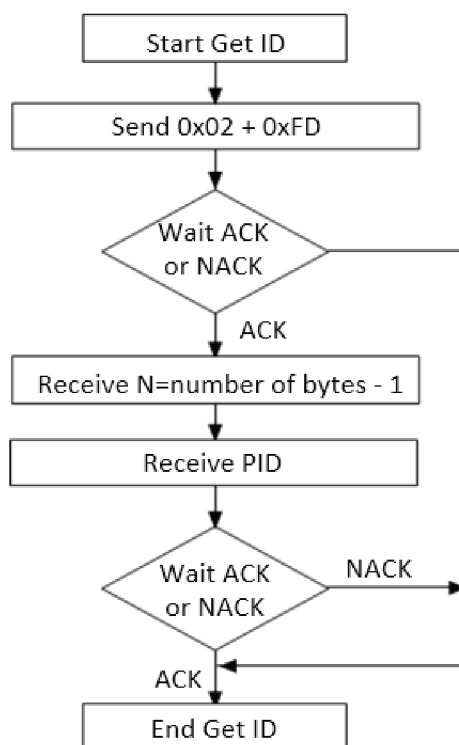 Start Get ID
Send 0x02 + 0xFD
Wait ACK
or NACK
ACK
Receive N=number of bytes - 1
Receive PID
Wait ACK
or NACK
NACK
ACK
End Get ID